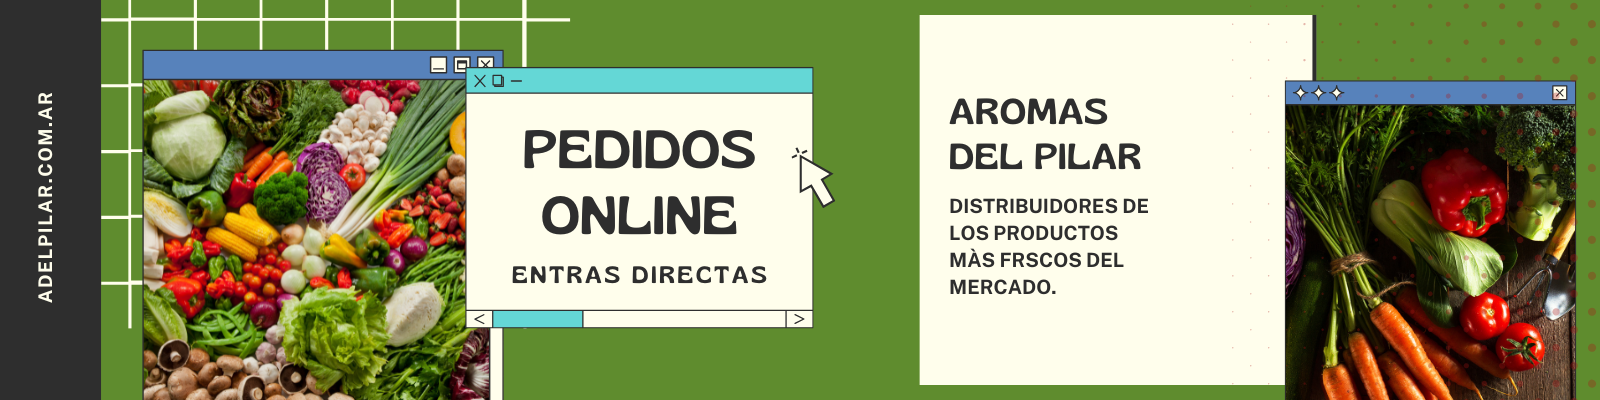 ADELPILAR.COM.AR
PEDIDOS
ONLINE
ENTRAS DIRECTAS
AROMAS
DEL PILAR
DISTRIBUIDORES DE
LOS PRODUCTOS
MÀS FRSCOS DEL
MERCADO.